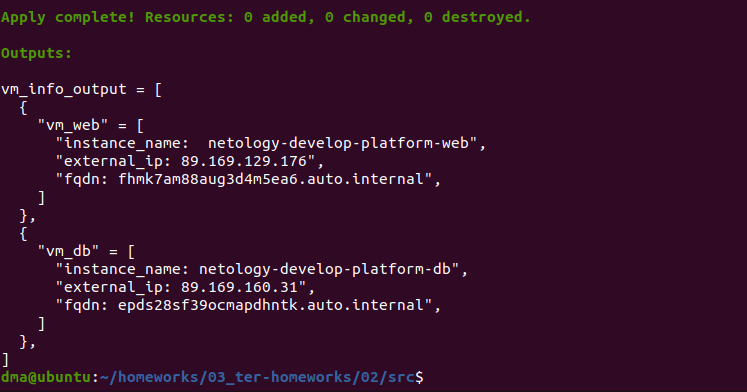 Apply complete! Resources: 0 added, 0 changed, 0 destroyed.
Outputs:
vm_info_output = [
  {
    "vm_web" = [
      "instance_name:  netology-develop-platform-web",
      "external_ip: 89.169.129.176",
      "fqdn: fhmk7am88aug3d4m5ea6.auto.internal",
    ]
  },
  {
    "vm_db" = [
      "instance_name: netology-develop-platform-db",
      "external_ip: 89.169.160.31",
      "fqdn: epds28sf39ocmapdhntk.auto.internal",
    ]
  },
]
dma@ubuntu:~/homeworks/03_ter-homeworks/02/src$